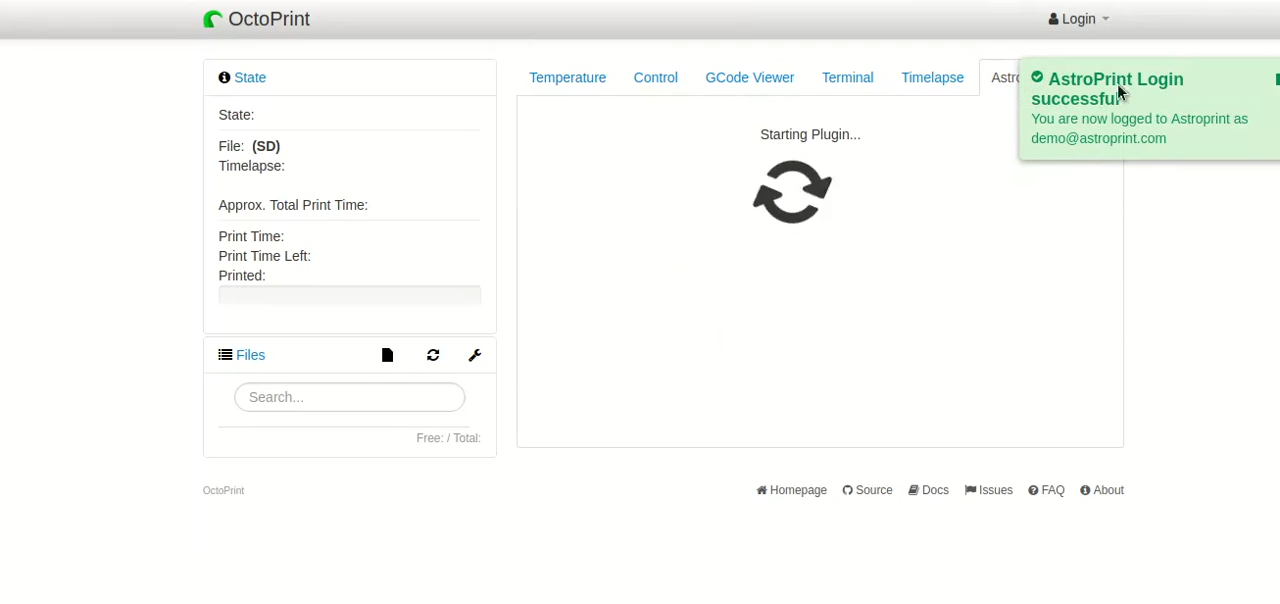 OctoPrint
Login
State
Temperature Control GCode Viewer Terminal Timelapse
AstroPrint Login
successful
You are now logged to Astroprint as
demo@astroprint.com
State:
File: (SD)
Timelapse:
Approx. Total Print Time:
Print Time:
Print Time Left:
Printed:
Starting Plugin...
Files
Search...
Free: / Total:
OctoPrint
Homepage Source Docs Issues FAQ About